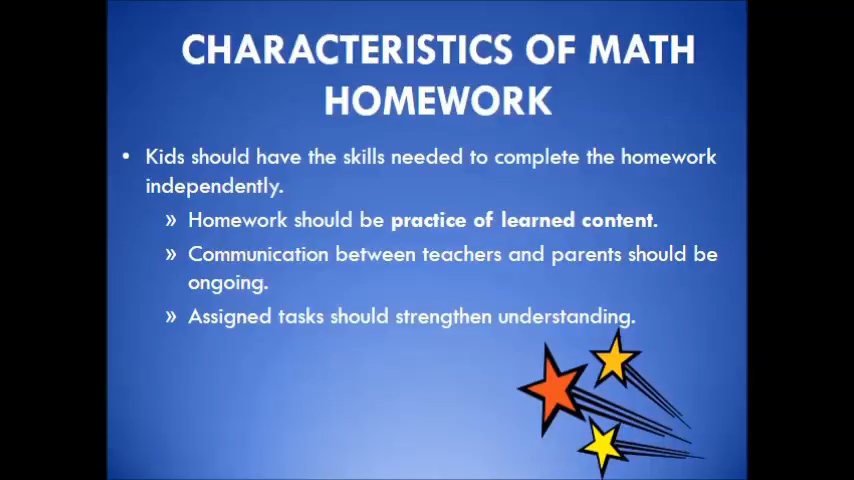 CHARACTERISTICS OF MATH
HOMEWORK
• Kids should have the skills needed to complete the homework
independently.
» Homework should be practice of learned content.
» Communication between teachers and parents should be
ongoing.
» Assigned tasks should strengthen understanding.